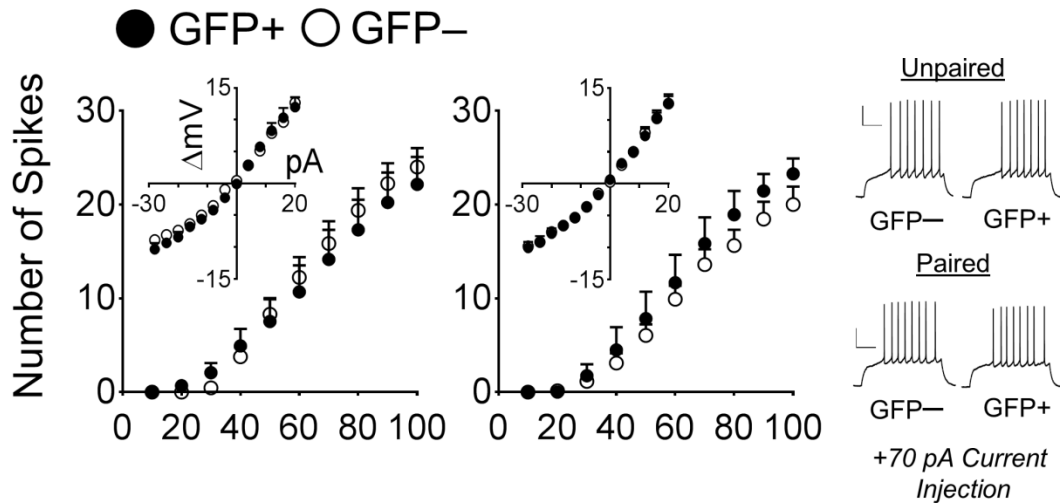 GFP+ GFP–
Number of Spikes
30
20
10
0
0 20 40 60 80 100
ΔmV
15
pA
-30
20
-15
30
20
10
0
0 20 40 60 80 100
15
-30
20
-15
Unpaired
GFP– GFP+
Paired
GFP– GFP+
+70 pA Current
Injection